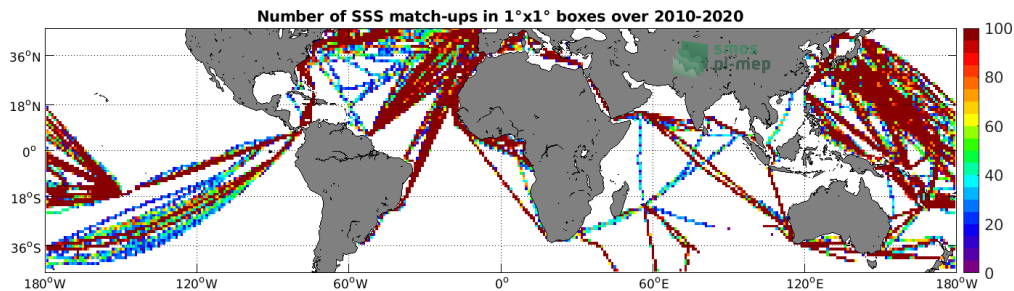 Number of SSS match-ups in 1°x1° boxes over 2010-2020
smos
pi-mep
36°N
18°N
0°
18°S
36°S
180°W
120°W
60°W
0°
60°E
120°E
180°W
100
80
60
40
20
0